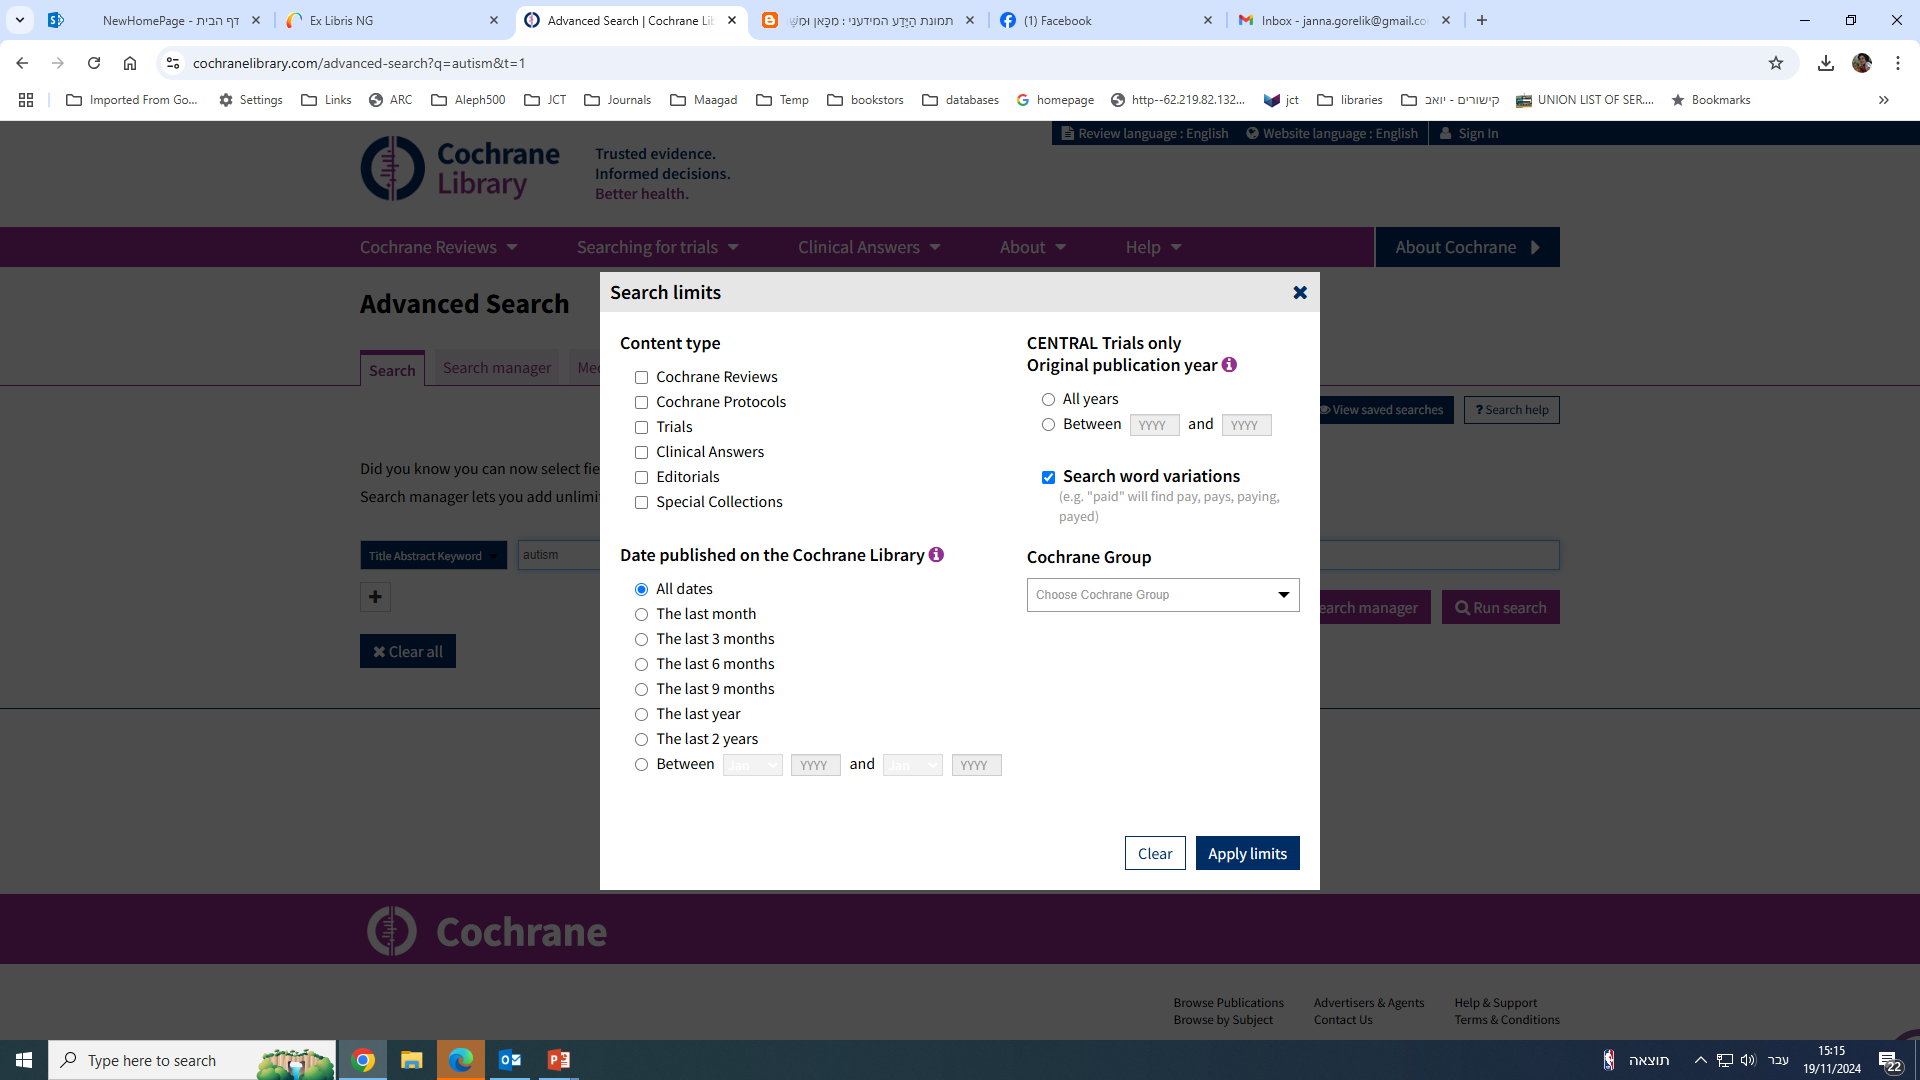 NewHomePage - דף הבית
Ex Libris NG
Advanced Search | Cochrane Lib
תמונת הַיֶּדַע המידעני : מִכָּאן
(1) Facebook
Inbox - janna.gorelik@gmail.co
cochranelibrary.com/advanced-search?q=autism&t=1
Imported From Go...
Settings
Links
ARC
Aleph500
JCT
Journals
Maagad
Temp
bookstors
databases
homepage
http--62.219.82.132...
jct
libraries
קישורים - יואב
UNION LIST OF SER....
Bookmarks
Review language : English
Website language : English
Sign In
Cochrane
Library
Trusted evidence.
Informed decisions.
Better health.
Cochrane Reviews
Searching for trials
Clinical Answers
About
Help
About Cochrane
Advanced Search
Search
Search manager
Med
View saved searches
? Search help
Did you know you can now select fie
Search manager lets you add unlimit
Title Abstract Keyword
autism
+
earch manager
Run search
Clear all
Search limits
Content type
Cochrane Reviews
Cochrane Protocols
Trials
Clinical Answers
Editorials
Special Collections
Date published on the Cochrane Library
All dates
The last month
The last 3 months
The last 6 months
The last 9 months
The last year
The last 2 years
Between Jan YYYY and Jan YYYY
CENTRAL Trials only
Original publication year
All years
Between YYYY and YYYY
Search word variations
(e.g. "paid" will find pay, pays, paying,
payed)
Cochrane Group
Choose Cochrane Group
Clear
Apply limits
Cochrane
Browse Publications
Browse by Subject
Advertisers & Agents
Contact Us
Help & Support
Terms & Conditions
Type here to search
תוצאה
עבר
15:15
19/11/2024
22